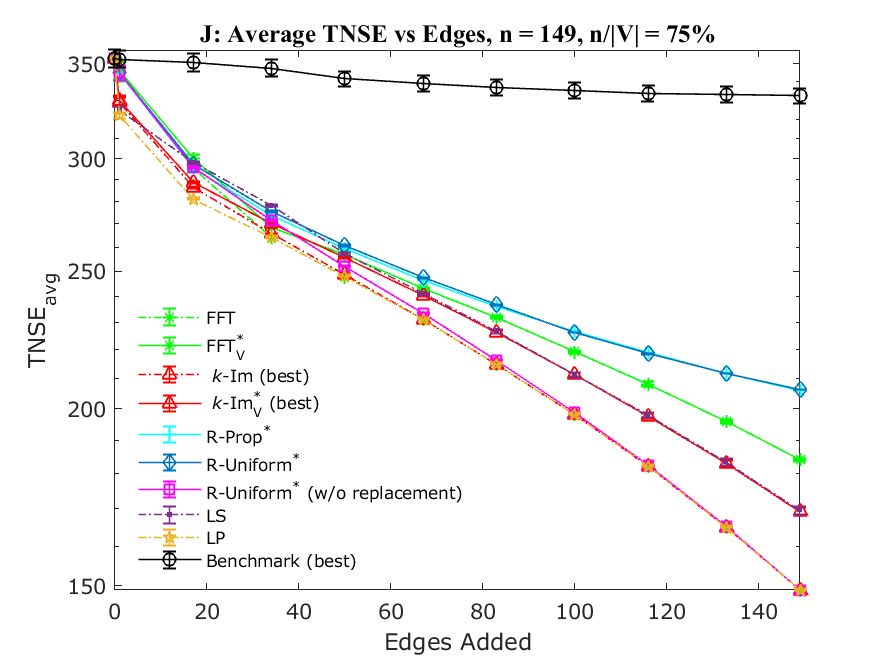 J: Average TNSE vs Edges, n = 149, n/|V| = 75%
350
300
250
200
150
TNSE_avg
FFT
FFT*_V
k-Im (best)
k-Im*_V (best)
R-Prop*
R-Uniform*
R-Uniform* (w/o replacement)
LS
LP
Benchmark (best)
0 20 40 60 80 100 120 140
Edges Added